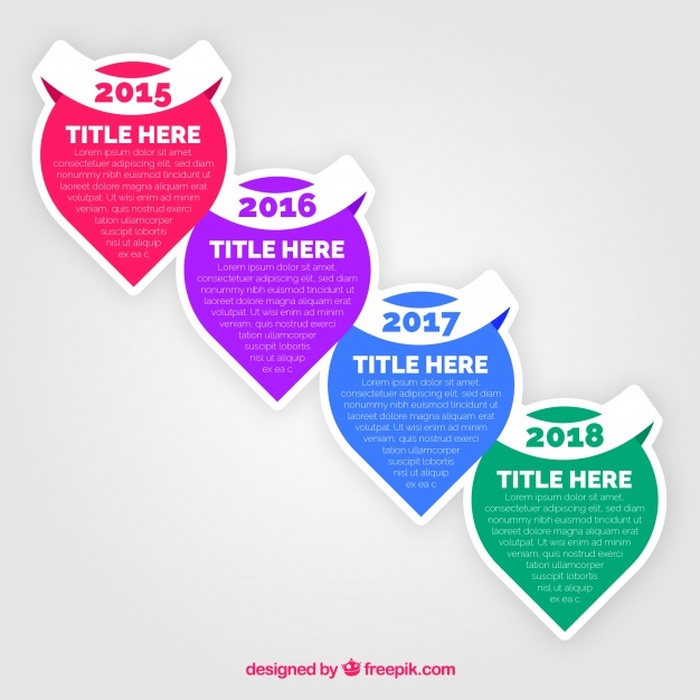 2015
TITLE HERE
Lorem ipsum dolor sit amet,
consectetuer adipiscing elit, sed diam
nonummy nibh euismod tincidunt ut
laoreet dolore magna aliquam erat
volutpat. Ut wisi enim ad minim
veniam, quis nostrud exerci
tation ullamcorper
suscipit lobortis
nisl ut aliquip
ex ea c
2016
TITLE HERE
Lorem ipsum dolor sit amet,
consectetuer adipiscing elit, sed diam
nonummy nibh euismod tincidunt ut
laoreet dolore magna aliquam erat
volutpat. Ut wisi enim ad minim
veniam, quis nostrud exerci
tation ullamcorper
suscipit lobortis
nisl ut aliquip
ex ea c
2017
TITLE HERE
Lorem ipsum dolor sit amet,
consectetuer adipiscing elit, sed diam
nonummy nibh euismod tincidunt ut
laoreet dolore magna aliquam erat
volutpat. Ut wisi enim ad minim
veniam, quis nostrud exerci
tation ullamcorper
suscipit lobortis
nisl ut aliquip
ex ea c
2018
TITLE HERE
Lorem ipsum dolor sit amet,
consectetuer adipiscing elit, sed diam
nonummy nibh euismod tincidunt ut
laoreet dolore magna aliquam erat
volutpat. Ut wisi enim ad minim
veniam, quis nostrud exerci
tation ullamcorper
suscipit lobortis
nisl ut aliquip
ex ea c
designed by freepik.com